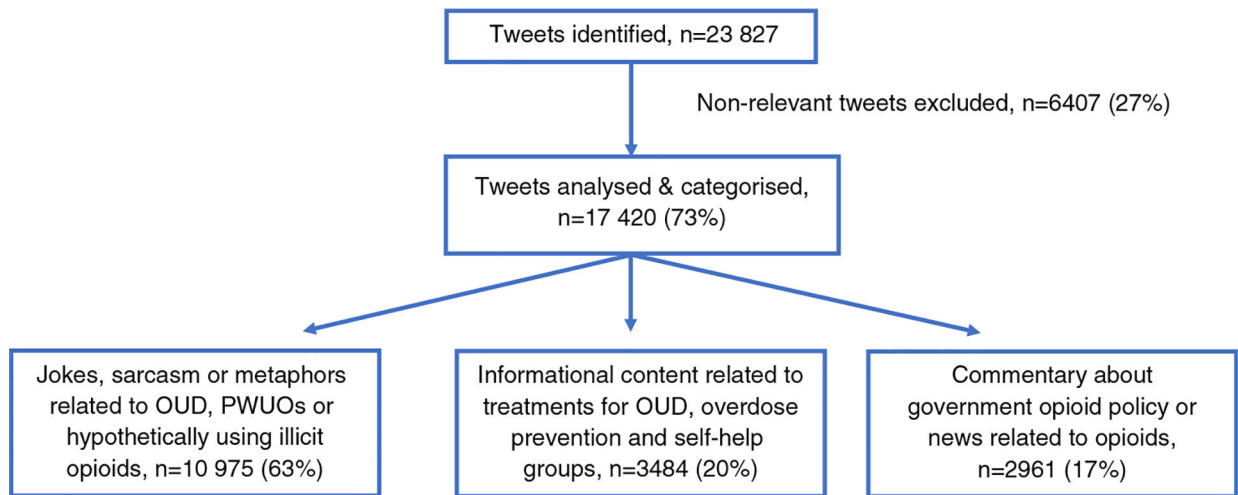 Tweets identified, n=23 827
Non-relevant tweets excluded, n=6407 (27%)
Tweets analysed & categorised,
n=17 420 (73%)
Jokes, sarcasm or metaphors
related to OUD, PWUOs or
hypothetically using illicit
opioids, n=10 975 (63%)
Informational content related to
treatments for OUD, overdose
prevention and self-help
groups, n=3484 (20%)
Commentary about
government opioid policy or
news related to opioids,
n=2961 (17%)